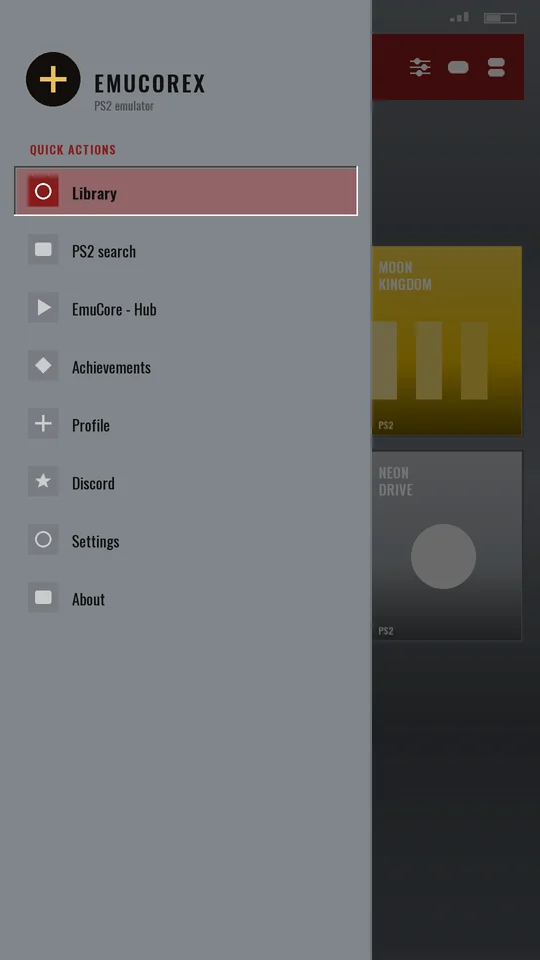 EMUCOREX
PS2 emulator
QUICK ACTIONS
Library
PS2 search
EmuCore - Hub
Achievements
Profile
Discord
Settings
About
MOON
KINGDOM
PS2
NEON
DRIVE
PS2